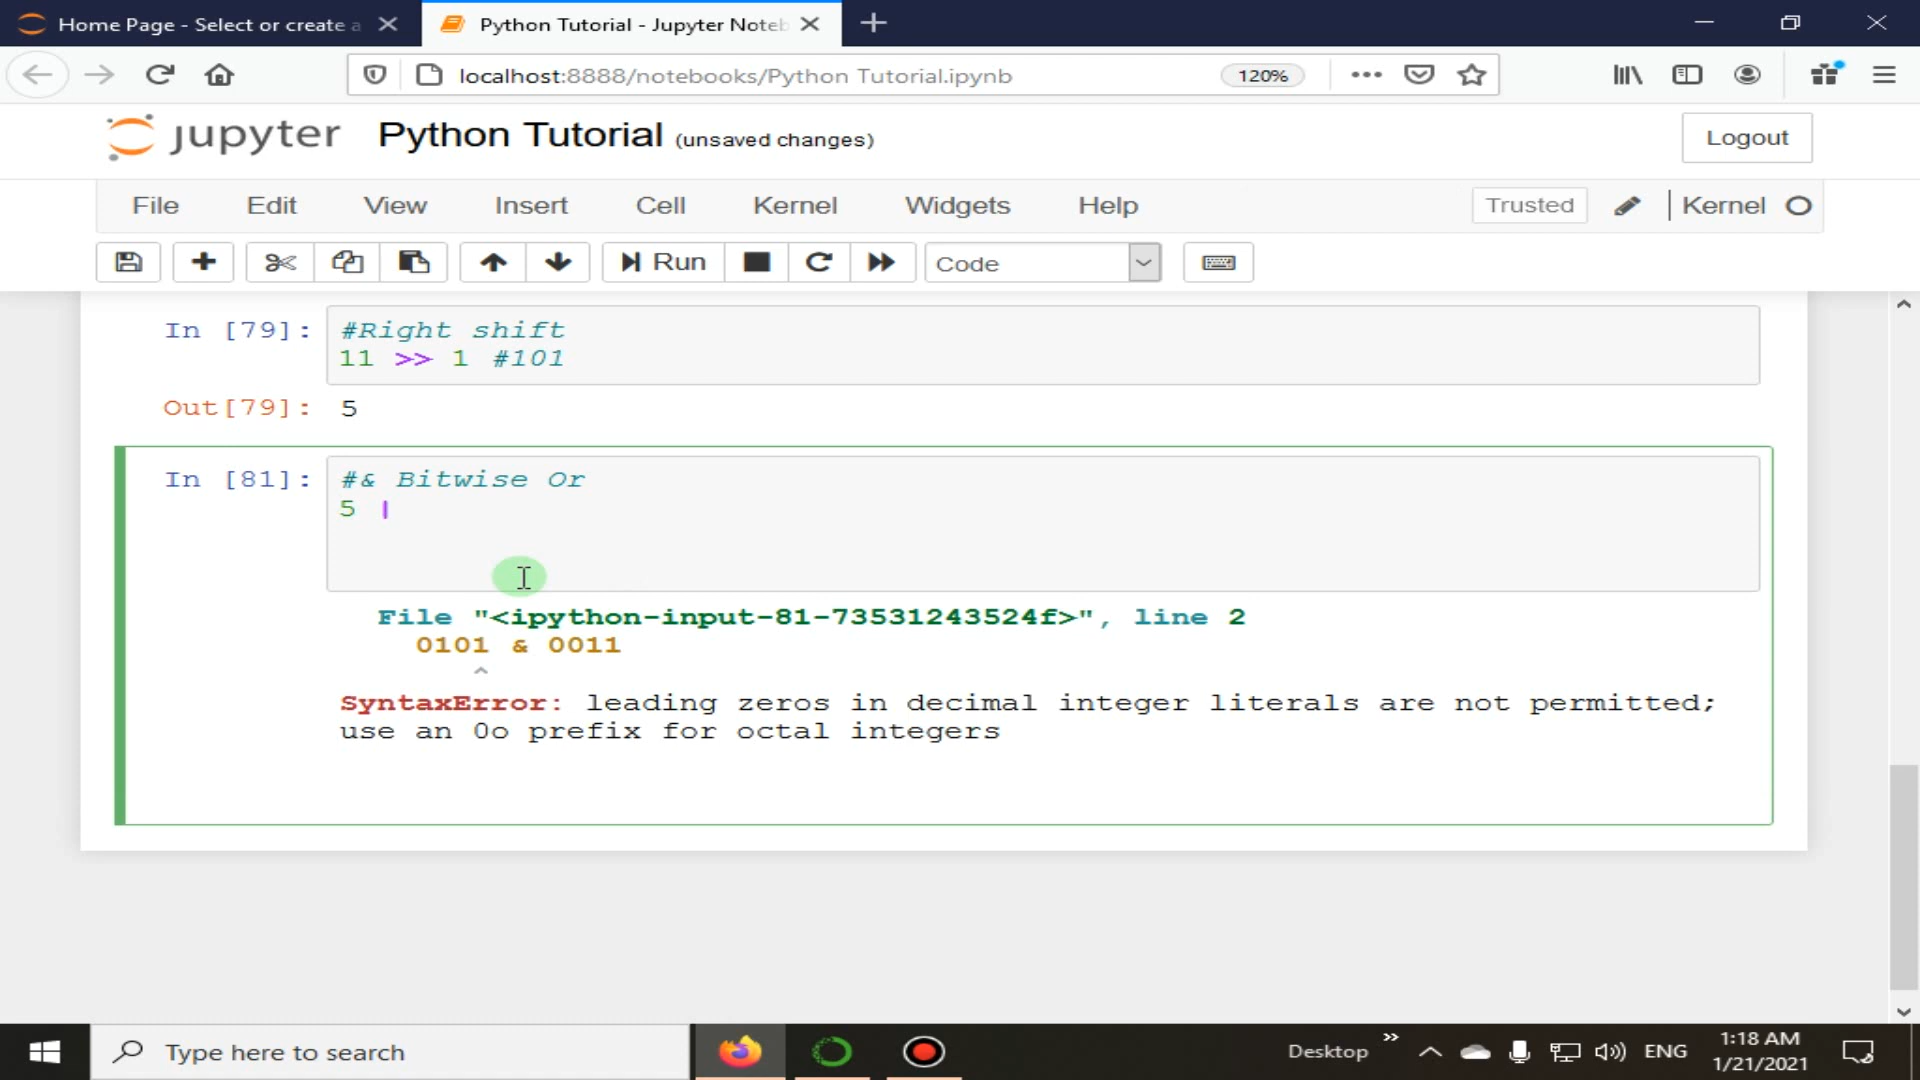 Home Page - Select or create a
Python Tutorial - Jupyter Noteb
localhost:8888/notebooks/Python Tutorial.ipynb
120%
jupyter Python Tutorial (unsaved changes)
Logout
File Edit View Insert Cell Kernel Widgets Help Trusted Kernel
Run Code
In [79]: #Right shift
11 >> 1 #101
Out[79]: 5
In [81]: #& Bitwise Or
5 |
File "<ipython-input-81-73531243524f>", line 2
0101 & 0011
^
SyntaxError: leading zeros in decimal integer literals are not permitted;
use an 0o prefix for octal integers
Type here to search
Desktop
ENG
1:18 AM
1/21/2021